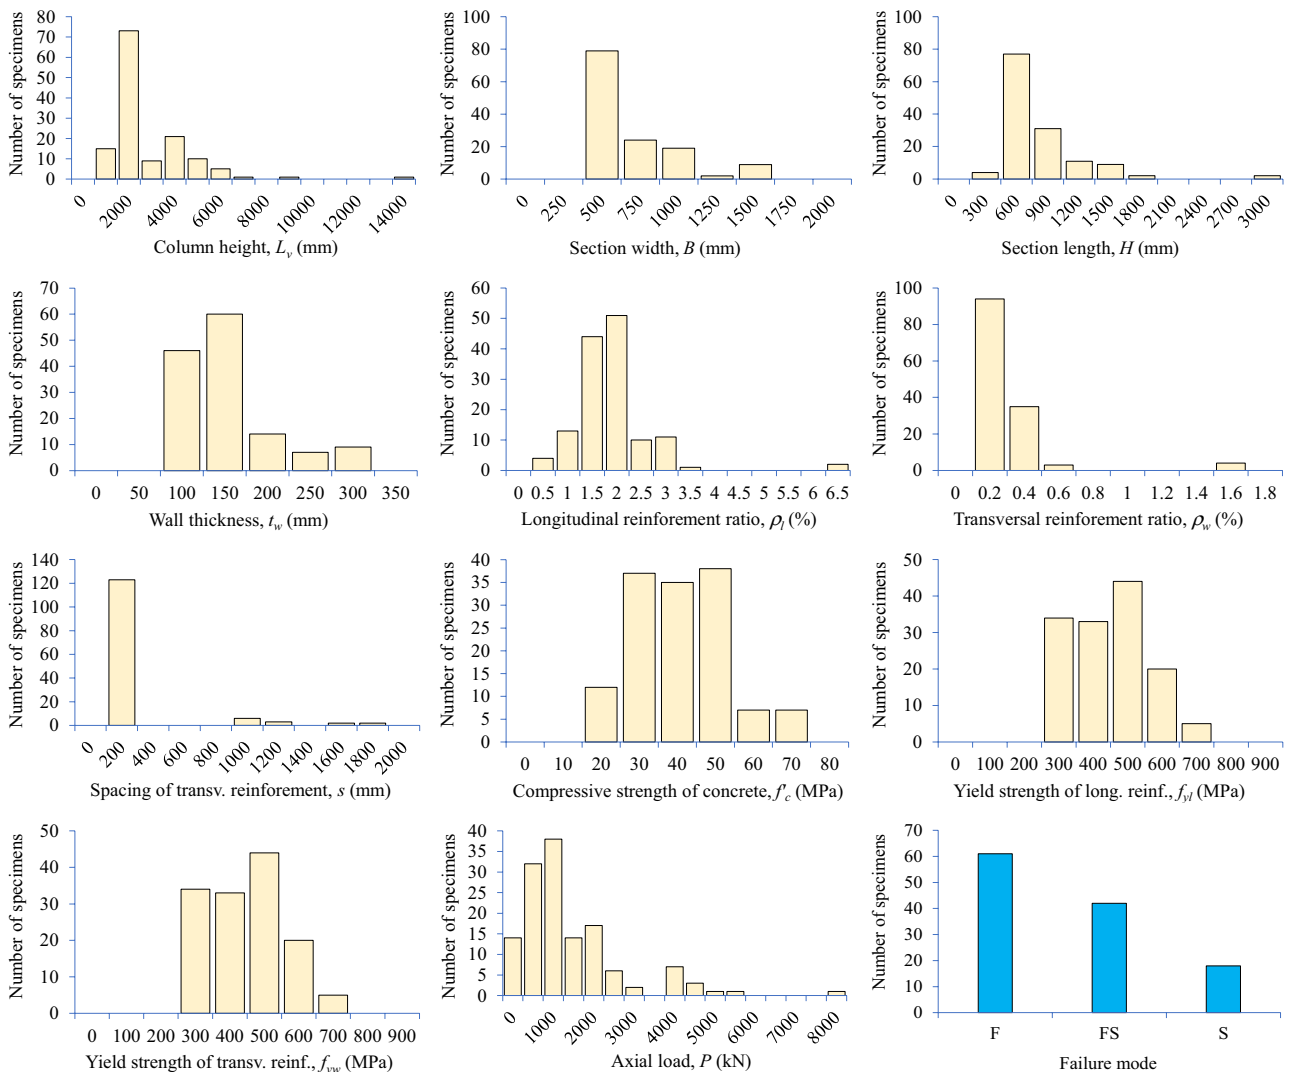 Number of specimens
80
70
60
50
40
30
20
10
0
0 2000 4000 6000 8000 10000 12000 14000
Column height, Lv (mm)
Number of specimens
100
80
60
40
20
0
0 250 500 750 1000 1250 1500 1750 2000
Section width, B (mm)
Number of specimens
100
80
60
40
20
0
0 300 600 900 1200 1500 1800 2100 2400 2700 3000
Section length, H (mm)
Number of specimens
70
60
50
40
30
20
10
0
0 50 100 150 200 250 300 350
Wall thickness, tw (mm)
Number of specimens
60
50
40
30
20
10
0
0 0.5 1 1.5 2 2.5 3 3.5 4 4.5 5 5.5 6 6.5
Longitudinal reinforement ratio, ρl (%)
Number of specimens
100
80
60
40
20
0
0 0.2 0.4 0.6 0.8 1 1.2 1.4 1.6 1.8
Transversal reinforement ratio, ρw (%)
Number of specimens
140
120
100
80
60
40
20
0
0 200 400 600 800 1000 1200 1400 1600 1800 2000
Spacing of transv. reinforement, s (mm)
Number of specimens
40
35
30
25
20
15
10
5
0
0 10 20 30 40 50 60 70 80
Compressive strength of concrete, f'c (MPa)
Number of specimens
50
40
30
20
10
0
0 100 200 300 400 500 600 700 800 900
Yield strength of long. reinf., fyl (MPa)
Number of specimens
50
40
30
20
10
0
0 100 200 300 400 500 600 700 800 900
Yield strength of transv. reinf., fyw (MPa)
Number of specimens
40
35
30
25
20
15
10
5
0
0 1000 2000 3000 4000 5000 6000 7000 8000
Axial load, P (kN)
Number of specimens
70
60
50
40
30
20
10
0
F FS S
Failure mode